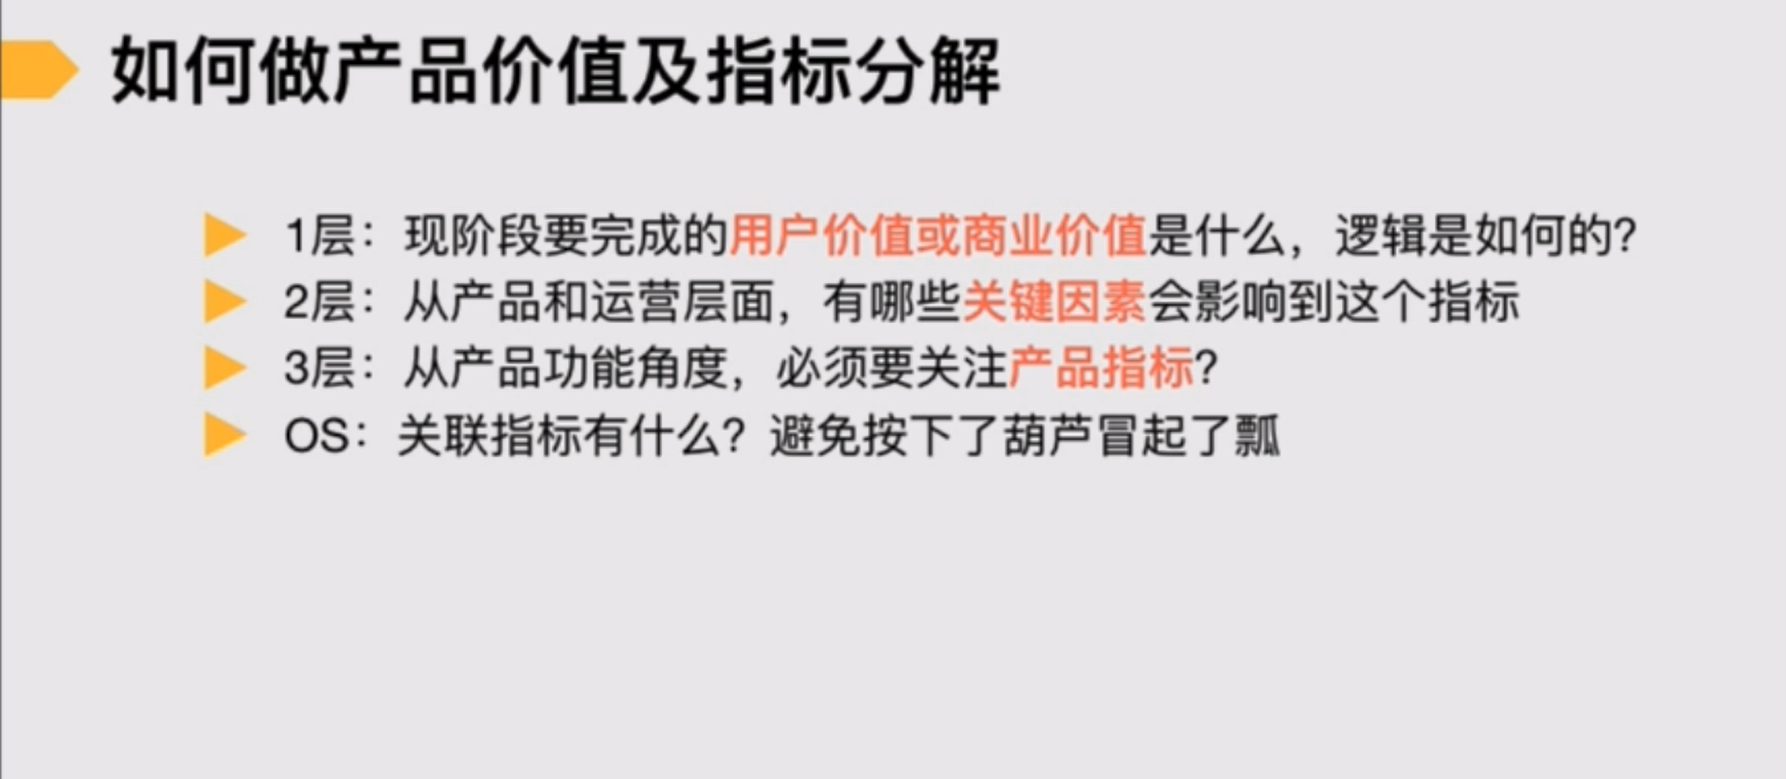 如何做产品价值及指标分解
1层：现阶段要完成的用户价值或商业价值是什么，逻辑是如何的？
2层：从产品和运营层面，有哪些关键因素会影响到这个指标
3层：从产品功能角度，必须要关注产品指标？
OS：关联指标有什么？避免按下了葫芦冒起了瓢